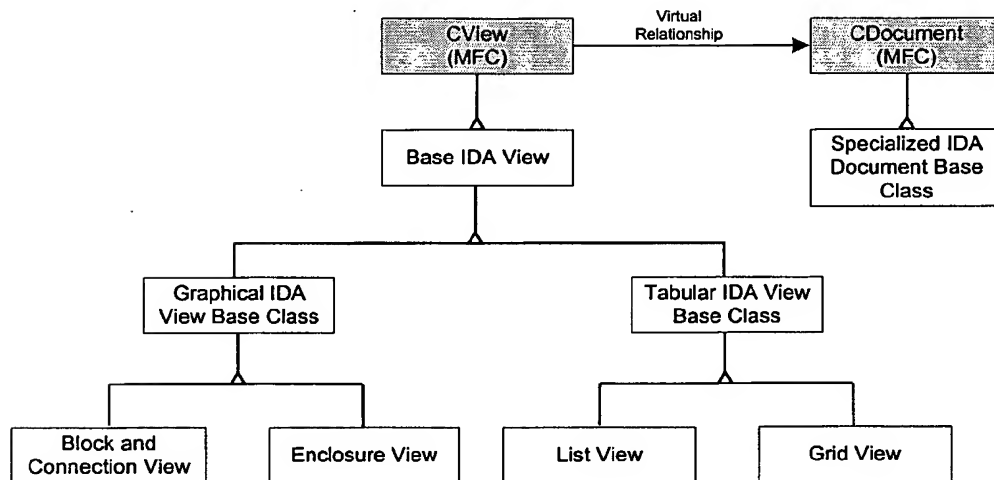 CView
(MFC)
Virtual
Relationship
CDocument
(MFC)
Base IDA View
Specialized IDA
Document Base
Class
Graphical IDA
View Base Class
Tabular IDA View
Base Class
Block and
Connection View
Enclosure View
List View
Grid View